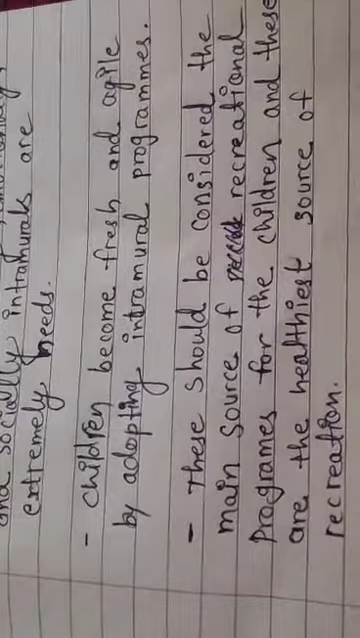 and socially intrahurals are
extremely needs.
- Children become fresh and agile
by adopting intramural programmes.
- These should be considered the
main source of recreational
Programes for the children and these
are the healthiest source of
recreation.